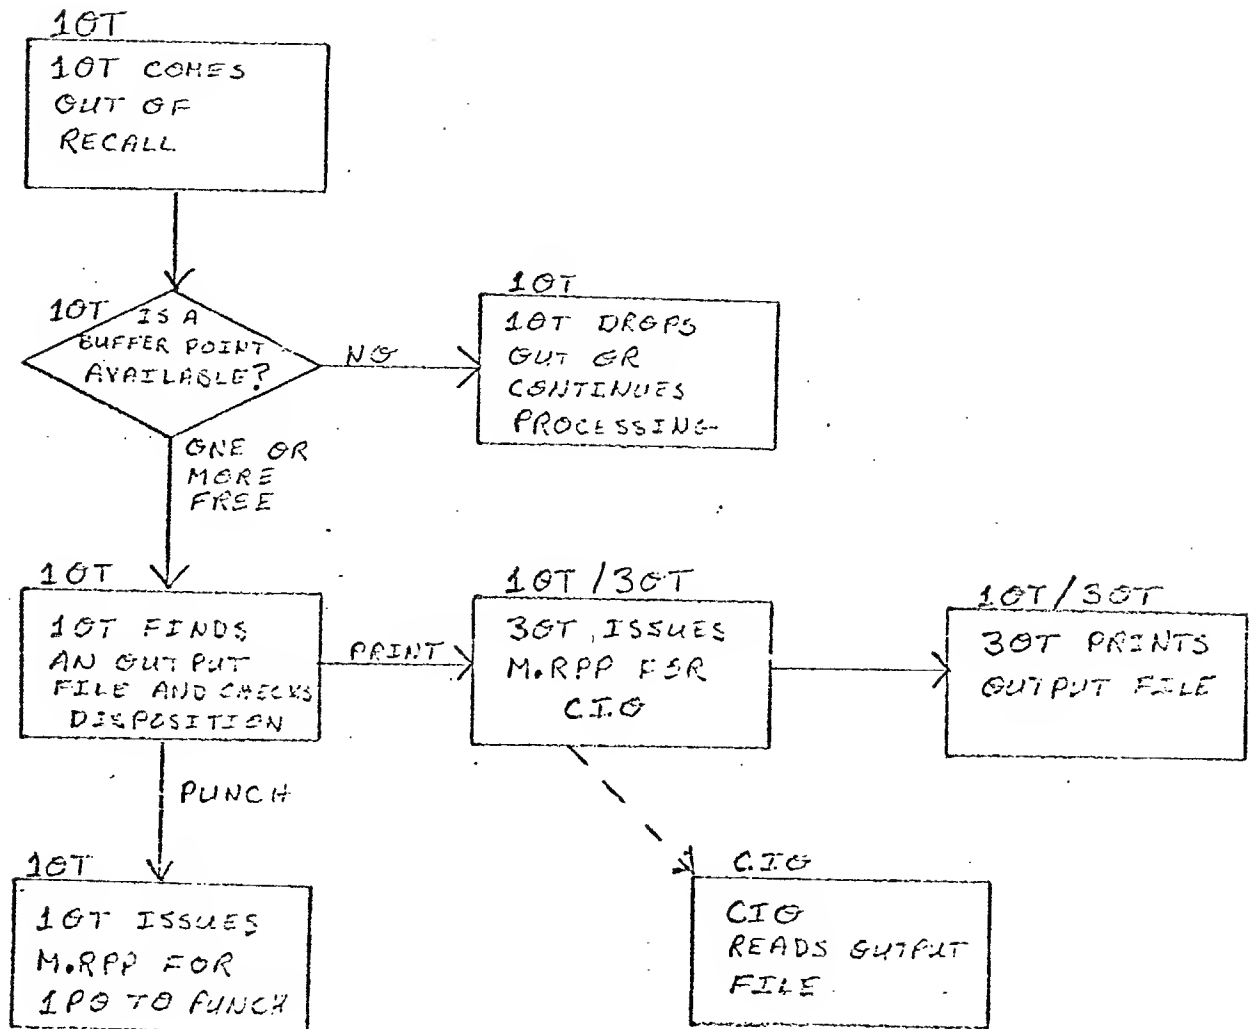 1OT
1OT COMES
OUT OF
RECALL
1OT
IS A
BUFFER POINT
AVAILABLE?
NO
1OT
1OT DROPS
OUT OR
CONTINUES
PROCESSING
ONE OR
MORE
FREE
1OT
1OT FINDS
AN OUTPUT
FILE AND CHECKS
DISPOSITION
PRINT
1OT/3OT
3OT ISSUES
M.RPP FOR
CIO
1OT/3OT
3OT PRINTS
OUTPUT FILE
PUNCH
1OT
1OT ISSUES
M.RPP FOR
1PO TO PUNCH
CIO
CIO
READS OUTPUT
FILE